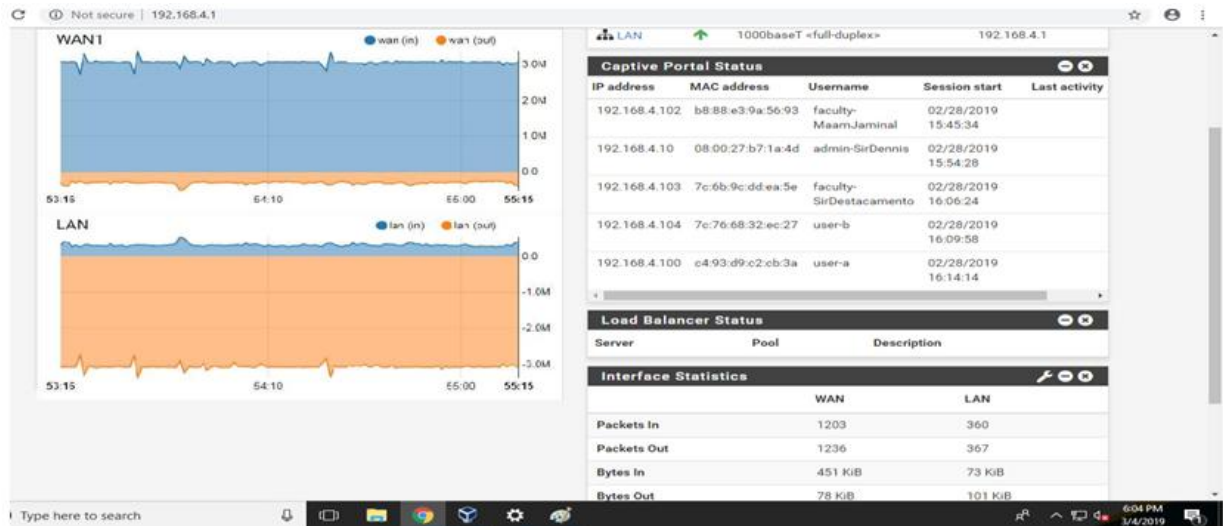 Not secure | 192.168.4.1
WAN1
wan (in) wan (out)
3.0M
2.0M
1.0M
0.0
53:15 54:10 55:00 55:15
LAN
lan (in) lan (out)
0.0
-1.0M
-2.0M
-3.0M
53:15 54:10 55:00 55:15
LAN 1000baseT <full-duplex> 192.168.4.1
Captive Portal Status
IP address MAC address Username Session start Last activity
192.168.4.102 b8:88:e3:9a:56:93 faculty- 02/28/2019
MaamJaminal 15:45:34
192.168.4.10 08:00:27:b7:1a:4d admin-SirDennis 02/28/2019
15:54:28
192.168.4.103 7c:6b:9c:dd:ea:5e faculty- 02/28/2019
SirDestacamento 16:06:24
192.168.4.104 7c:76:68:32:ec:27 user-b 02/28/2019
16:09:58
192.168.4.100 c4:93:d9:c2:cb:3a user-a 02/28/2019
16:14:14
Load Balancer Status
Server Pool Description
Interface Statistics
WAN LAN
Packets In 1203 360
Packets Out 1236 367
Bytes In 451 KiB 73 KiB
Bytes Out 78 KiB 101 KiB
Type here to search
6:04 PM
3/4/2019